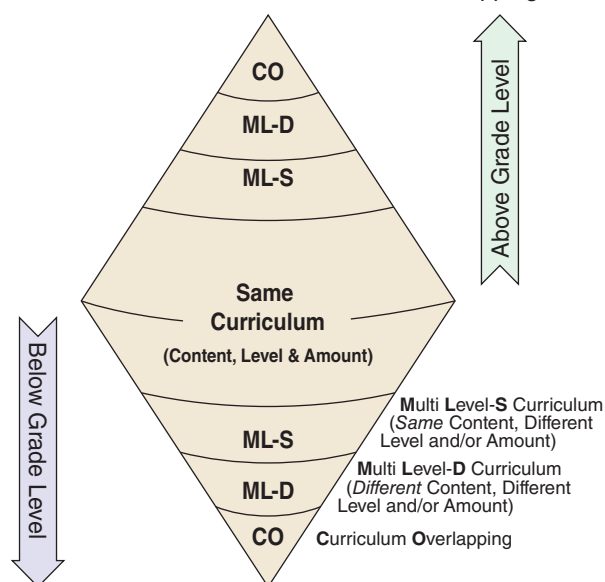 CO
ML-D
ML-S
Above Grade Level
Same
Curriculum
(Content, Level & Amount)
Below Grade Level
ML-S
Multi Level-S Curriculum
(Same Content, Different
Level and/or Amount)
ML-D
Multi Level-D Curriculum
(Different Content, Different
Level and/or Amount)
CO
Curriculum Overlapping